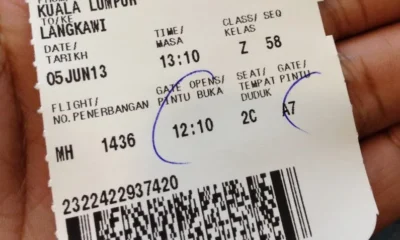 KUALA LUMPUR
TO/KE
LANGKAWI
DATE/ TIME/ CLASS/ SEQ
TARIKH MASA KELAS
05JUN13 13:10 Z 58
FLIGHT/ GATE OPENS/ SEAT/ GATE/
NO. PENERBANGAN PINTU BUKA TEMPAT PINTU
DUDUK
MH 1436 12:10 2C A7
2322422937420